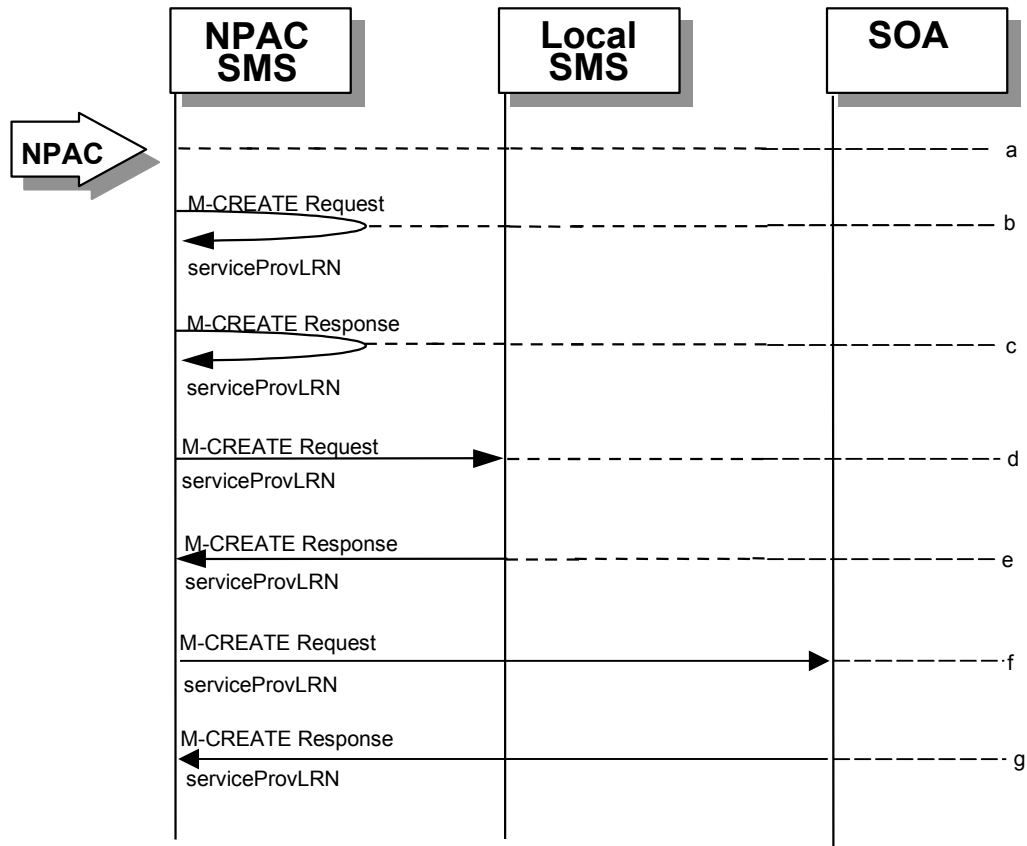 NPAC
SMS
Local
SMS
SOA
NPAC
a
M-CREATE Request
b
serviceProvLRN
M-CREATE Response
c
serviceProvLRN
M-CREATE Request
d
serviceProvLRN
M-CREATE Response
e
serviceProvLRN
M-CREATE Request
f
serviceProvLRN
M-CREATE Response
g
serviceProvLRN